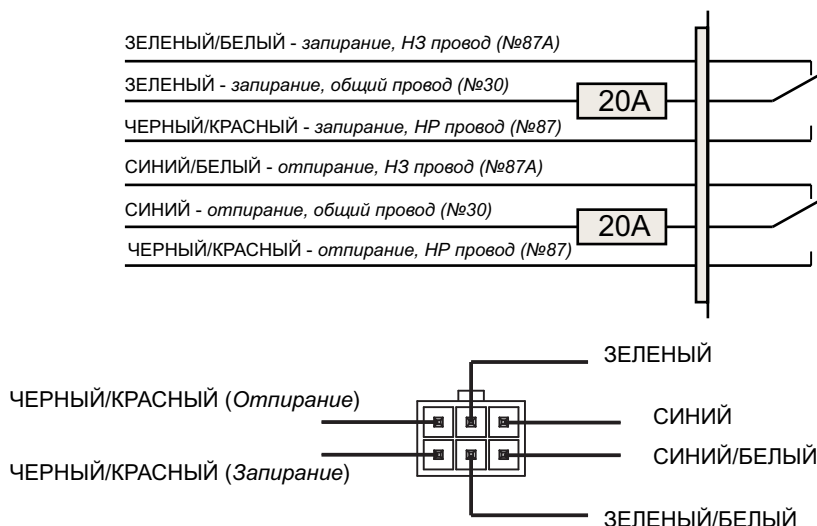 ЗЕЛЕНЫЙ/БЕЛЫЙ - запирание, НЗ провод (№87А)
ЗЕЛЕНЫЙ - запирание, общий провод (№30)
20А
ЧЕРНЫЙ/КРАСНЫЙ - запирание, НР провод (№87)
СИНИЙ/БЕЛЫЙ - отпирание, НЗ провод (№87А)
СИНИЙ - отпирание, общий провод (№30)
20А
ЧЕРНЫЙ/КРАСНЫЙ - отпирание, НР провод (№87)
ЗЕЛЕНЫЙ
ЧЕРНЫЙ/КРАСНЫЙ (Отпирание)
СИНИЙ
СИНИЙ/БЕЛЫЙ
ЧЕРНЫЙ/КРАСНЫЙ (Запирание)
ЗЕЛЕНЫЙ/БЕЛЫЙ